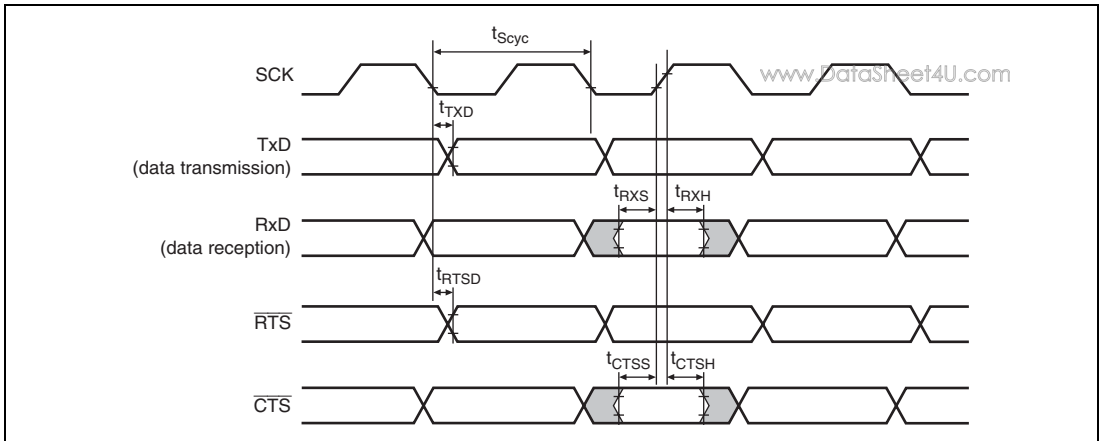 tScyc
SCK
www.DataSheet4U.com
tTXD
TxD
(data transmission)
tRXS
tRXH
RxD
(data reception)
tRTSD
RTS
tCTSS
tCTSH
CTS